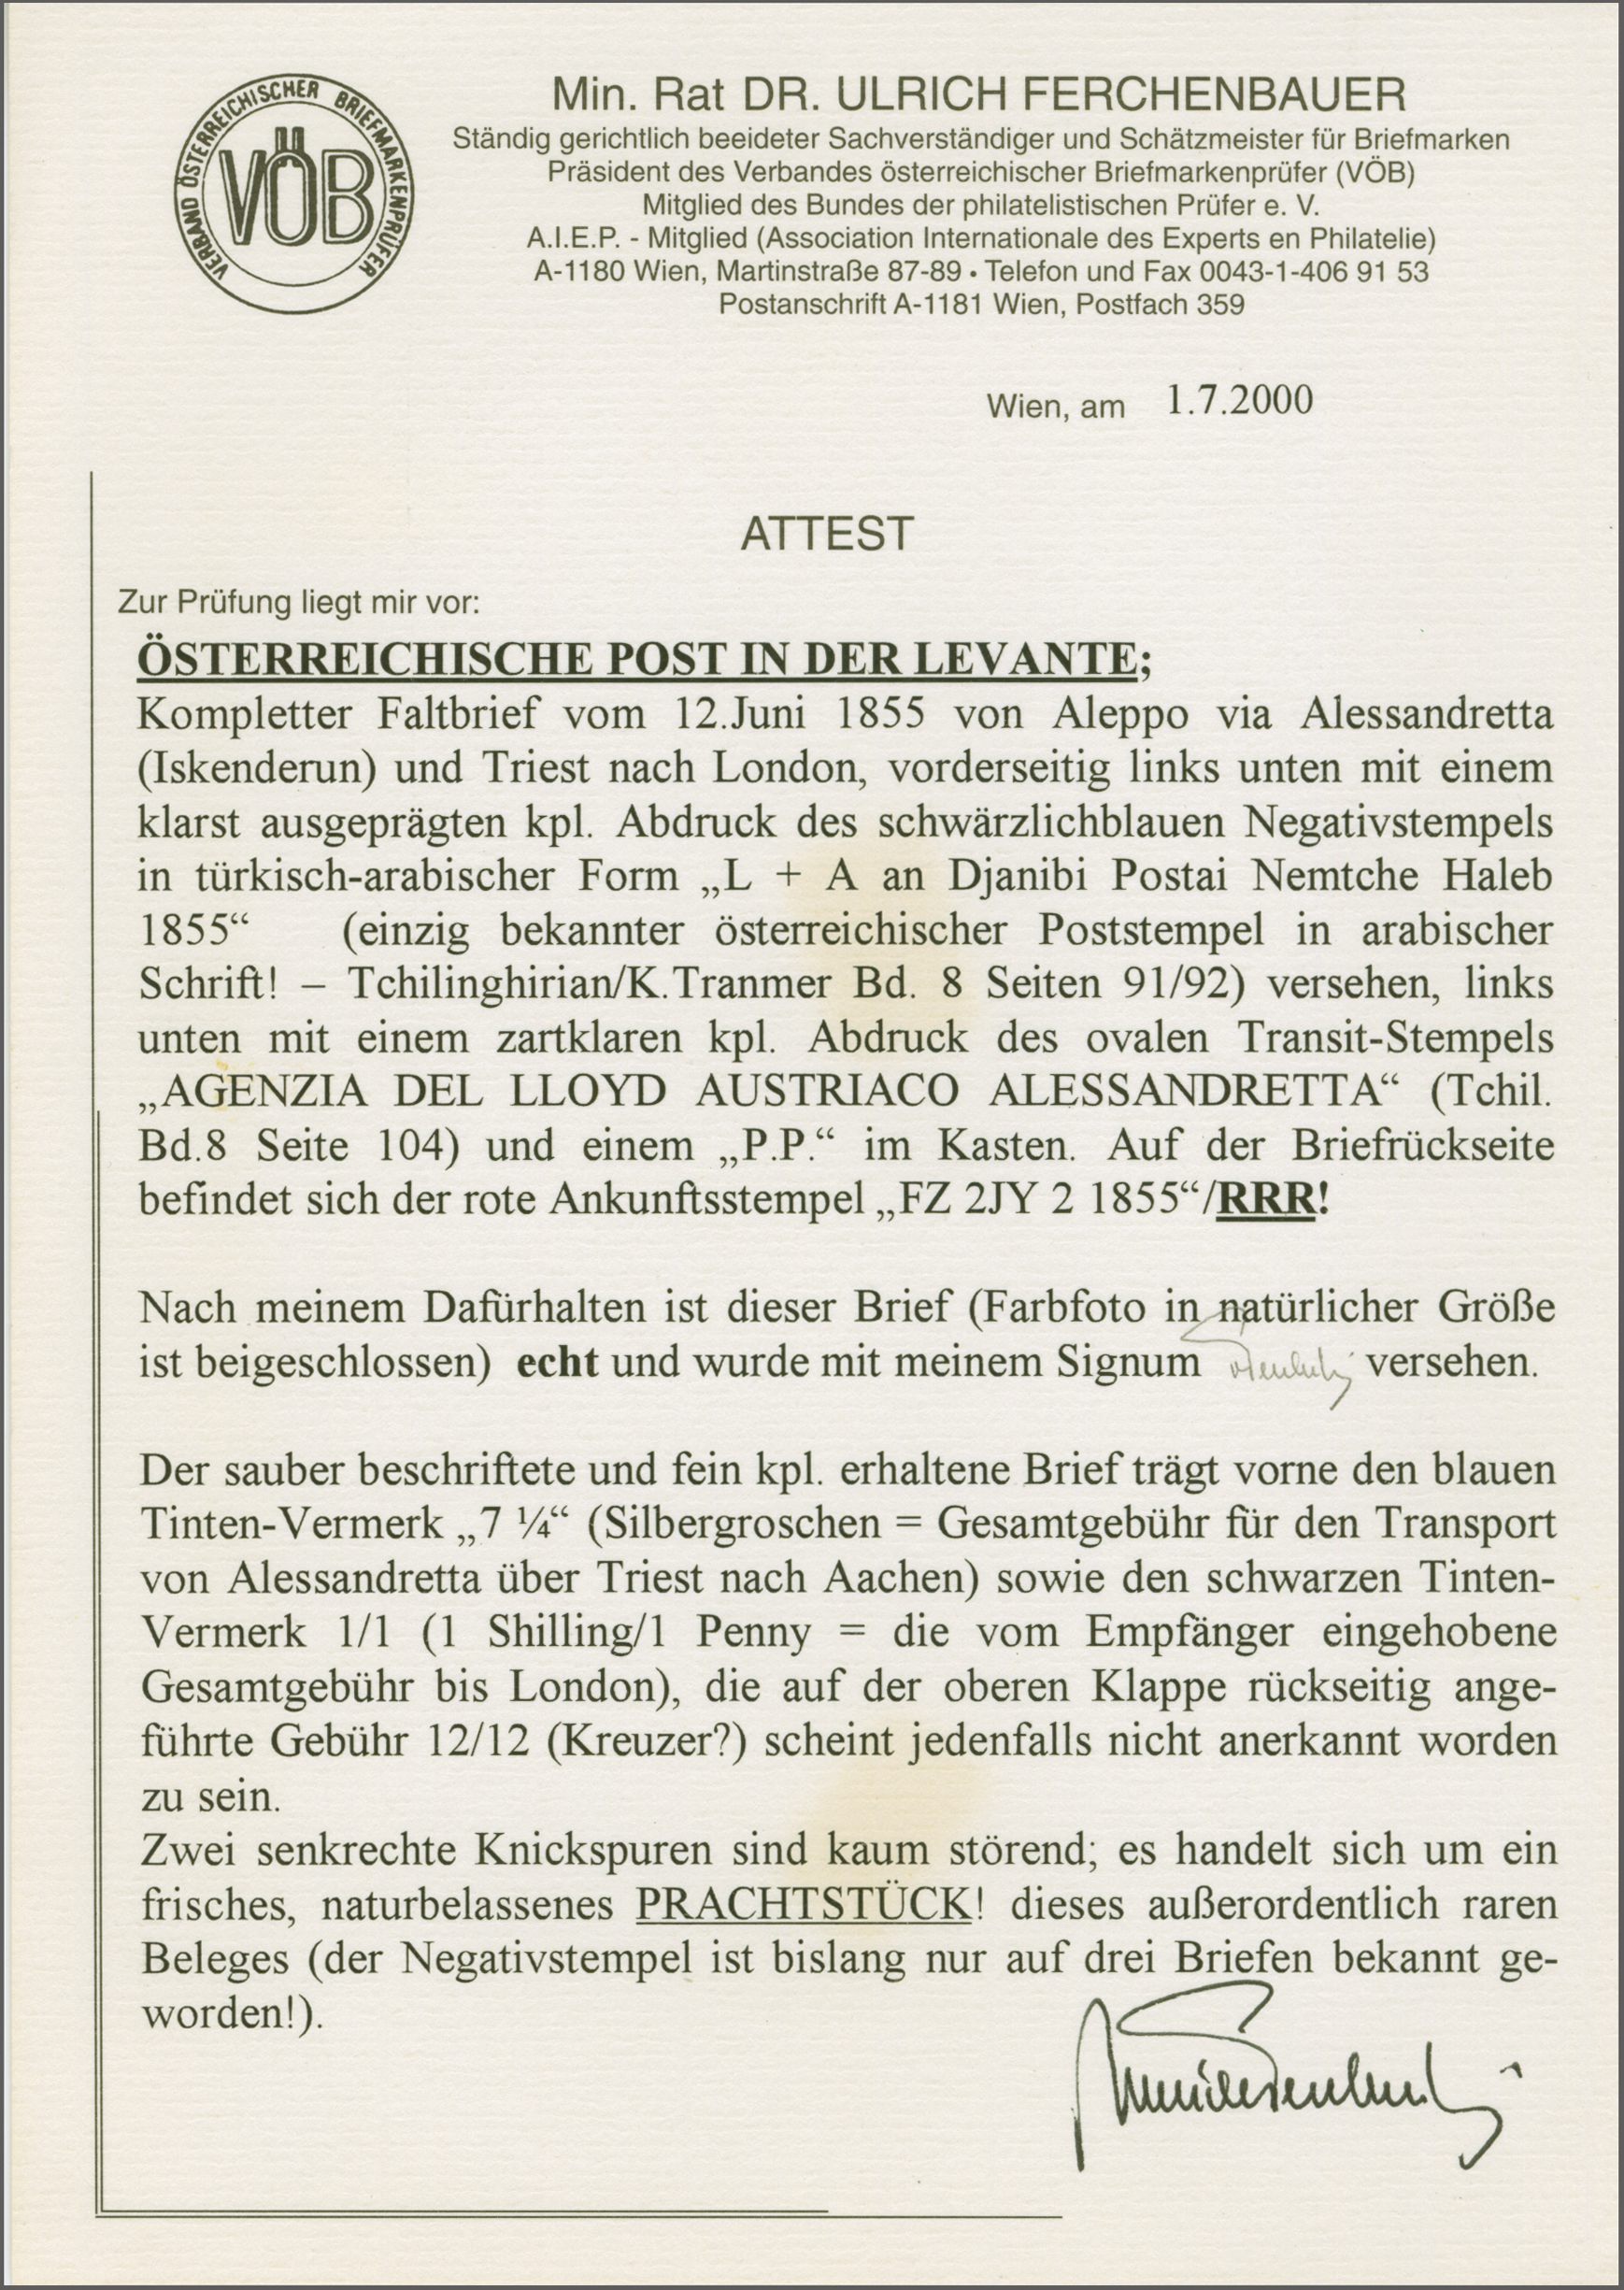 VERBAND ÖSTERREICHISCHER BRIEFMARKENPRÜFER
VÖB
Min. Rat DR. ULRICH FERCHENBAUER
Ständig gerichtlich beeideter Sachverständiger und Schätzmeister für Briefmarken
Präsident des Verbandes österreichischer Briefmarkenprüfer (VÖB)
Mitglied des Bundes der philatelistischen Prüfer e. V.
A.I.E.P. - Mitglied (Association Internationale des Experts en Philatelie)
A-1180 Wien, Martinstraße 87-89 • Telefon und Fax 0043-1-406 91 53
Postanschrift A-1181 Wien, Postfach 359
Wien, am 1.7.2000
ATTEST
Zur Prüfung liegt mir vor:
ÖSTERREICHISCHE POST IN DER LEVANTE;
Kompletter Faltbrief vom 12.Juni 1855 von Aleppo via Alessandretta
(Iskenderun) und Triest nach London, vorderseitig links unten mit einem
klarst ausgeprägten kpl. Abdruck des schwärzlichblauen Negativstempels
in türkisch-arabischer Form „L + A an Djanibi Postai Nemtche Haleb
1855“ (einzig bekannter österreichischer Poststempel in arabischer
Schrift! – Tchilinghirian/K.Tranmer Bd. 8 Seiten 91/92) versehen, links
unten mit einem zartklaren kpl. Abdruck des ovalen Transit-Stempels
„AGENZIA DEL LLOYD AUSTRIACO ALESSANDRETTA“ (Tchil.
Bd.8 Seite 104) und einem „P.P.“ im Kasten. Auf der Briefrückseite
befindet sich der rote Ankunftsstempel „FZ 2JY 2 1855“/RRR!
Nach meinem Dafürhalten ist dieser Brief (Farbfoto in natürlicher Größe
ist beigeschlossen) echt und wurde mit meinem Signum versehen.
Der sauber beschriftete und fein kpl. erhaltene Brief trägt vorne den blauen
Tinten-Vermerk „7 ¼“ (Silbergroschen = Gesamtgebühr für den Transport
von Alessandretta über Triest nach Aachen) sowie den schwarzen Tinten-
Vermerk 1/1 (1 Shilling/1 Penny = die vom Empfänger eingehobene
Gesamtgebühr bis London), die auf der oberen Klappe rückseitig ange-
führte Gebühr 12/12 (Kreuzer?) scheint jedenfalls nicht anerkannt worden
zu sein.
Zwei senkrechte Knickspuren sind kaum störend; es handelt sich um ein
frisches, naturbelassenes PRACHTSTÜCK! dieses außerordentlich raren
Beleges (der Negativstempel ist bislang nur auf drei Briefen bekannt ge-
worden!).